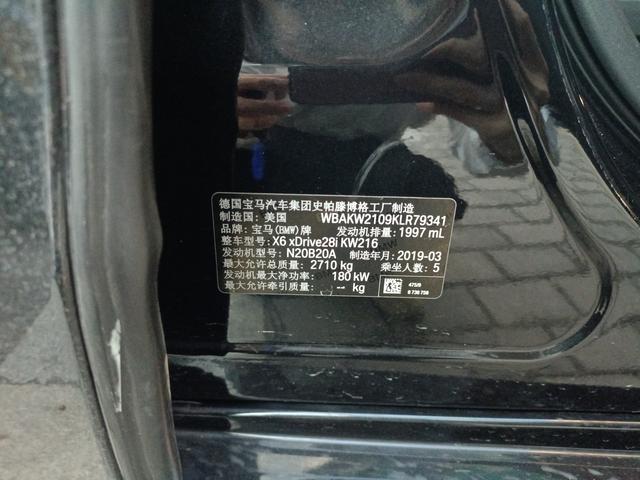 德国宝马汽车集团史帕滕博格工厂制造
制造国: 美国 WBAKW2109KLR79341
品牌: 宝马(BMW)牌 发动机排量: 1997 mL
整车型号: X6 xDrive28i KW216
发动机型号: N20B20A 制造年月: 2019-03
最大允许总质量: 2710 kg 乘坐人数: 5
发动机最大净功率: 180 kW
最大允许牵引质量: -- kg
475/9